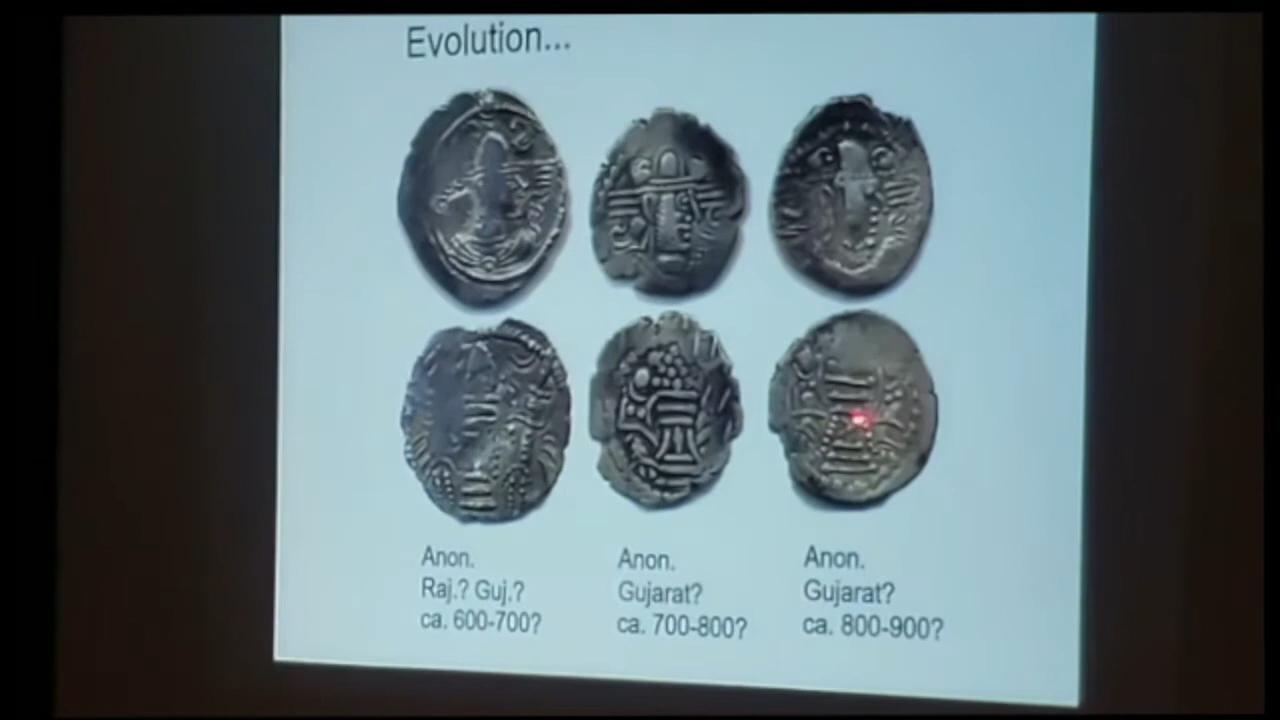 Evolution...
Anon.
Raj.? Guj.?
ca. 600-700?
Anon.
Gujarat?
ca. 700-800?
Anon.
Gujarat?
ca. 800-900?